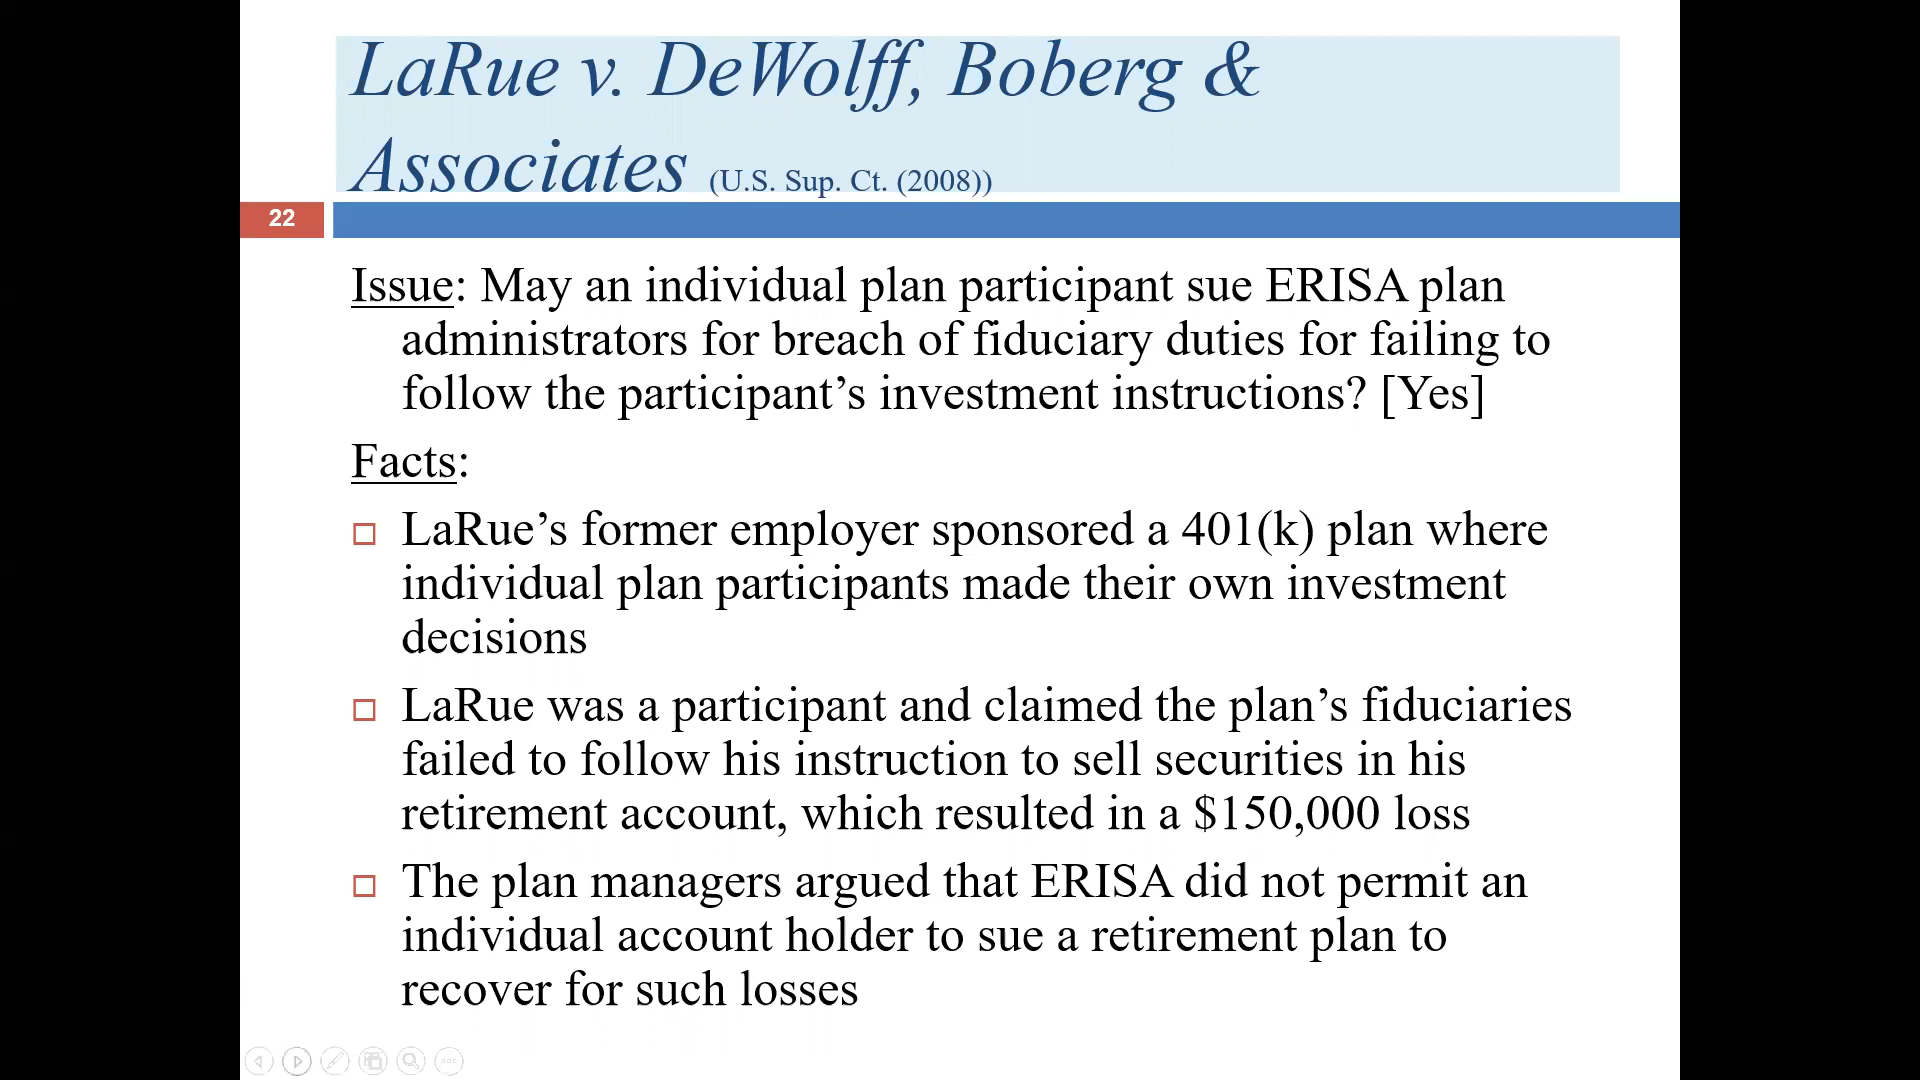 LaRue v. DeWolff, Boberg &
Associates (U.S. Sup. Ct. (2008))
22
Issue: May an individual plan participant sue ERISA plan
administrators for breach of fiduciary duties for failing to
follow the participant’s investment instructions? [Yes]
Facts:
LaRue’s former employer sponsored a 401(k) plan where
individual plan participants made their own investment
decisions
LaRue was a participant and claimed the plan’s fiduciaries
failed to follow his instruction to sell securities in his
retirement account, which resulted in a $150,000 loss
The plan managers argued that ERISA did not permit an
individual account holder to sue a retirement plan to
recover for such losses